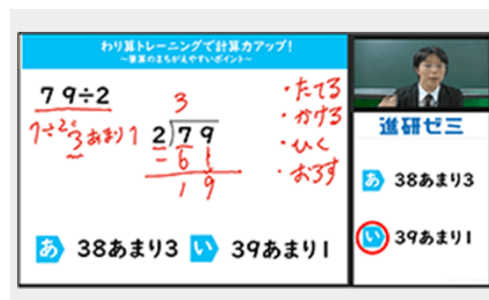 わり算トレーニングで計算力アップ!
~筆算のまちがえやすいポイント~
79÷2
7÷2=3あまり1
3
2)79
-6↓
19
・たてる
・かける
・ひく
・おろす
あ 38あまり3 い 39あまり1
進研ゼミ
あ 38あまり3
い 39あまり1